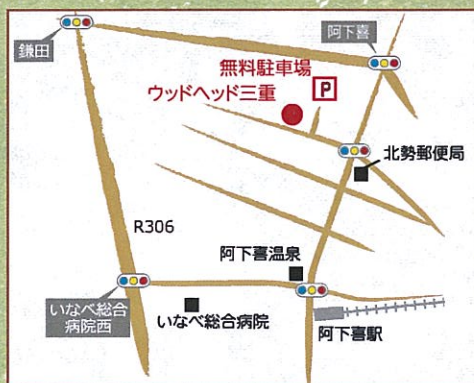 鎌田
阿下喜
無料駐車場
P
ウッドヘッド三重
北勢郵便局
R306
阿下喜温泉
いなべ総合
病院西
いなべ総合病院
阿下喜駅